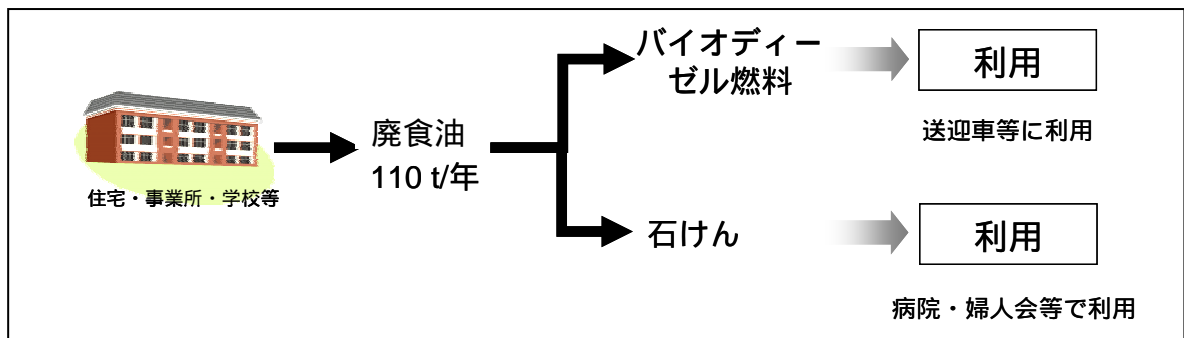 住宅・事業所・学校等
廃食油
110 t/年
バイオディー
ゼル燃料
利用
送迎車等に利用
石けん
利用
病院・婦人会等で利用